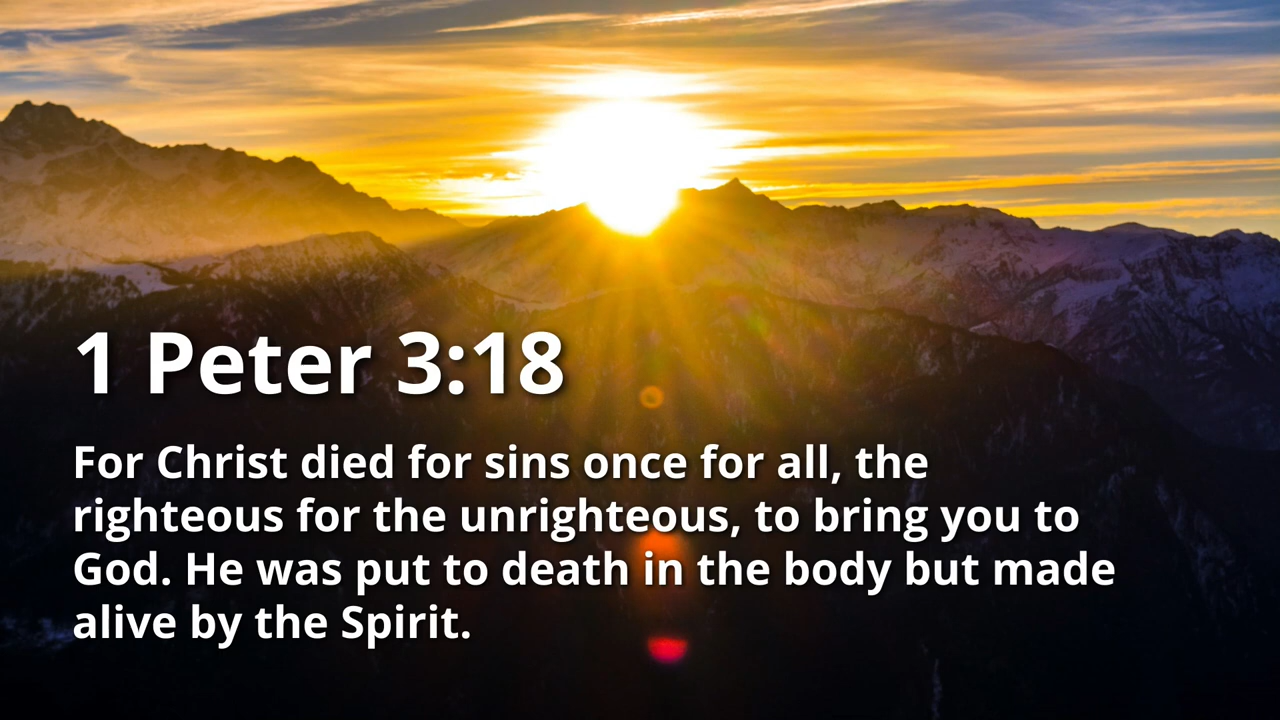 1 Peter 3:18
For Christ died for sins once for all, the
righteous for the unrighteous, to bring you to
God. He was put to death in the body but made
alive by the Spirit.